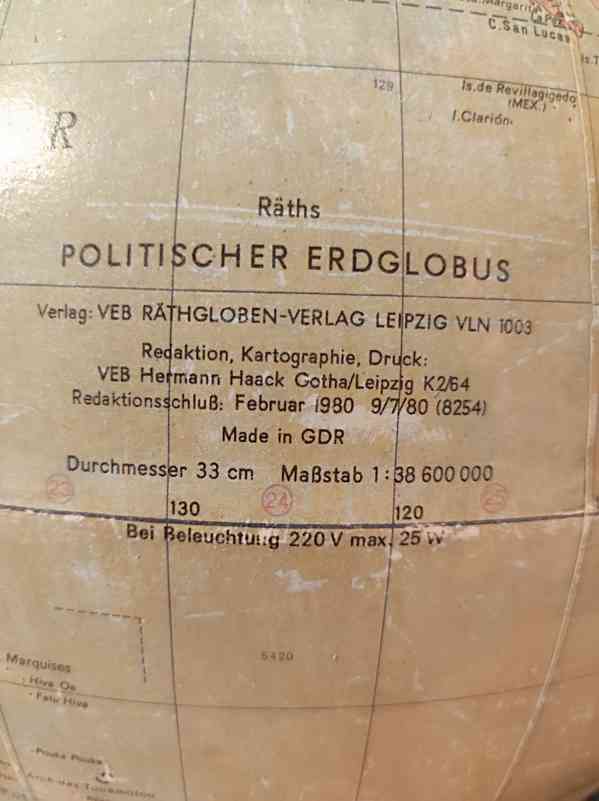 C. San Lucas
129
Is. de Revillagigedo
(MEX.)
I. Clarión
R
Räths
POLITISCHER ERDGLOBUS
Verlag: VEB RÄTHGLOBEN-VERLAG LEIPZIG VLN 1003
Redaktion, Kartographie, Druck:
VEB Hermann Haack Gotha/Leipzig K2/64
Redaktionsschluß: Februar 1980 9/7/80 (8254)
Made in GDR
Durchmesser 33 cm Maßstab 1:38 600 000
23 24 25
130 120
Bei Beleuchtung 220 V max. 25 W
5420
Marquises
Hiva Oa
Fatu Hiva
Pouka Pouka